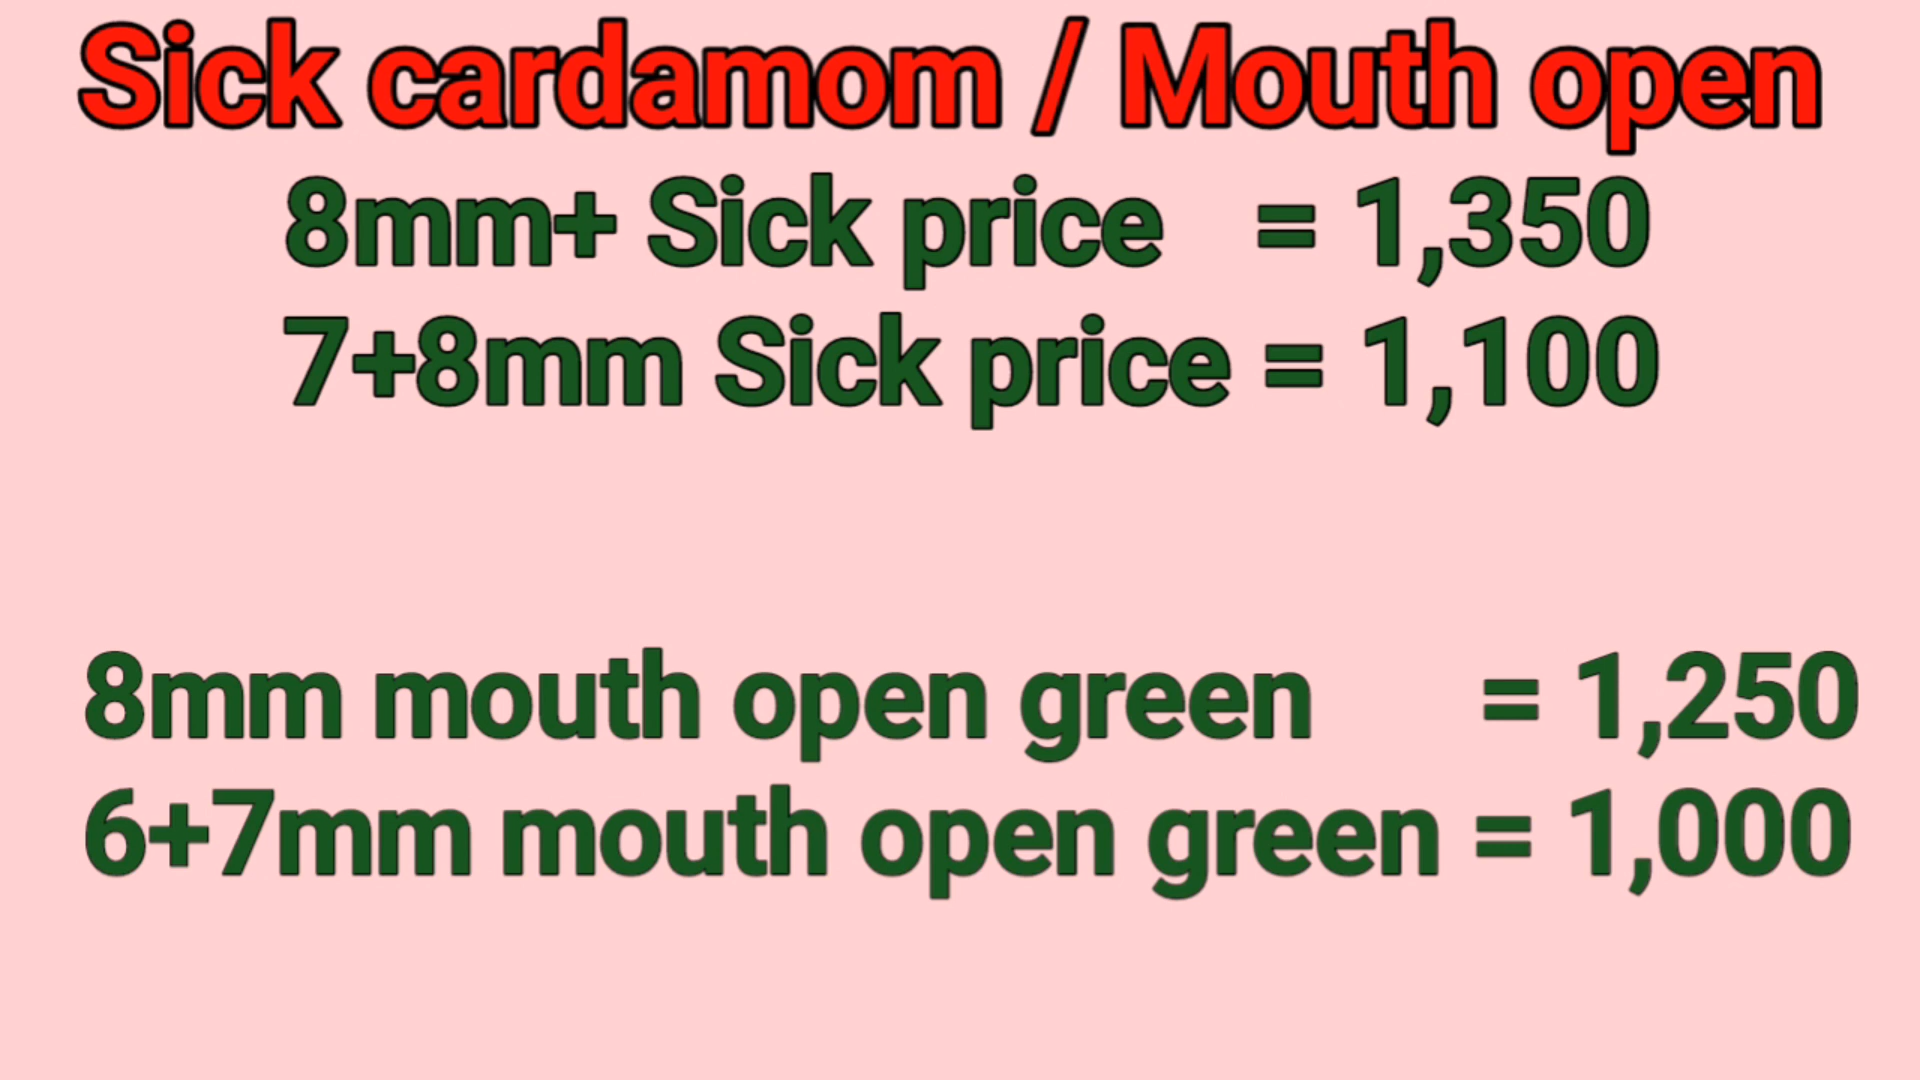 Sick cardamom / Mouth open
8mm+ Sick price = 1,350
7+8mm Sick price = 1,100
8mm mouth open green = 1,250
6+7mm mouth open green = 1,000